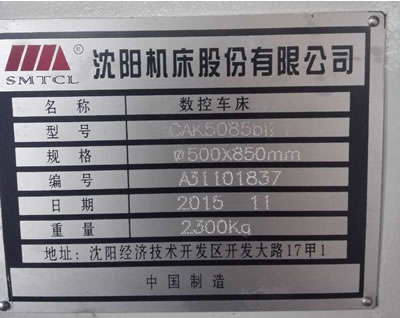 SMTCL ® 沈阳机床股份有限公司
名称 数控车床
型号 CAK5085bij
规格 φ500X850mm
编号 A31101837
日期 2015 11
重量 2300Kg
地址: 沈阳经济技术开发区开发大路17甲1
中国制造